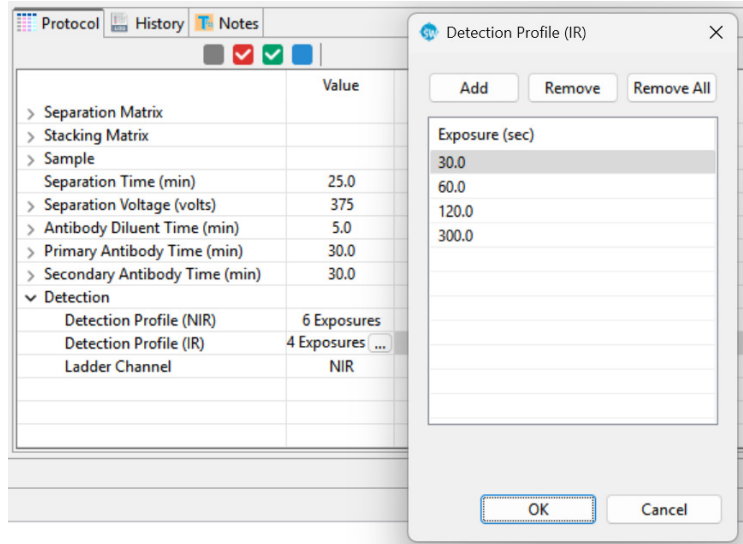 Protocol History Notes
Value
Separation Matrix
Stacking Matrix
Sample
Separation Time (min) 25.0
Separation Voltage (volts) 375
Antibody Diluent Time (min) 5.0
Primary Antibody Time (min) 30.0
Secondary Antibody Time (min) 30.0
Detection
Detection Profile (NIR) 6 Exposures
Detection Profile (IR) 4 Exposures ...
Ladder Channel NIR
SW Detection Profile (IR)
Add Remove Remove All
Exposure (sec)
30.0
60.0
120.0
300.0
OK Cancel